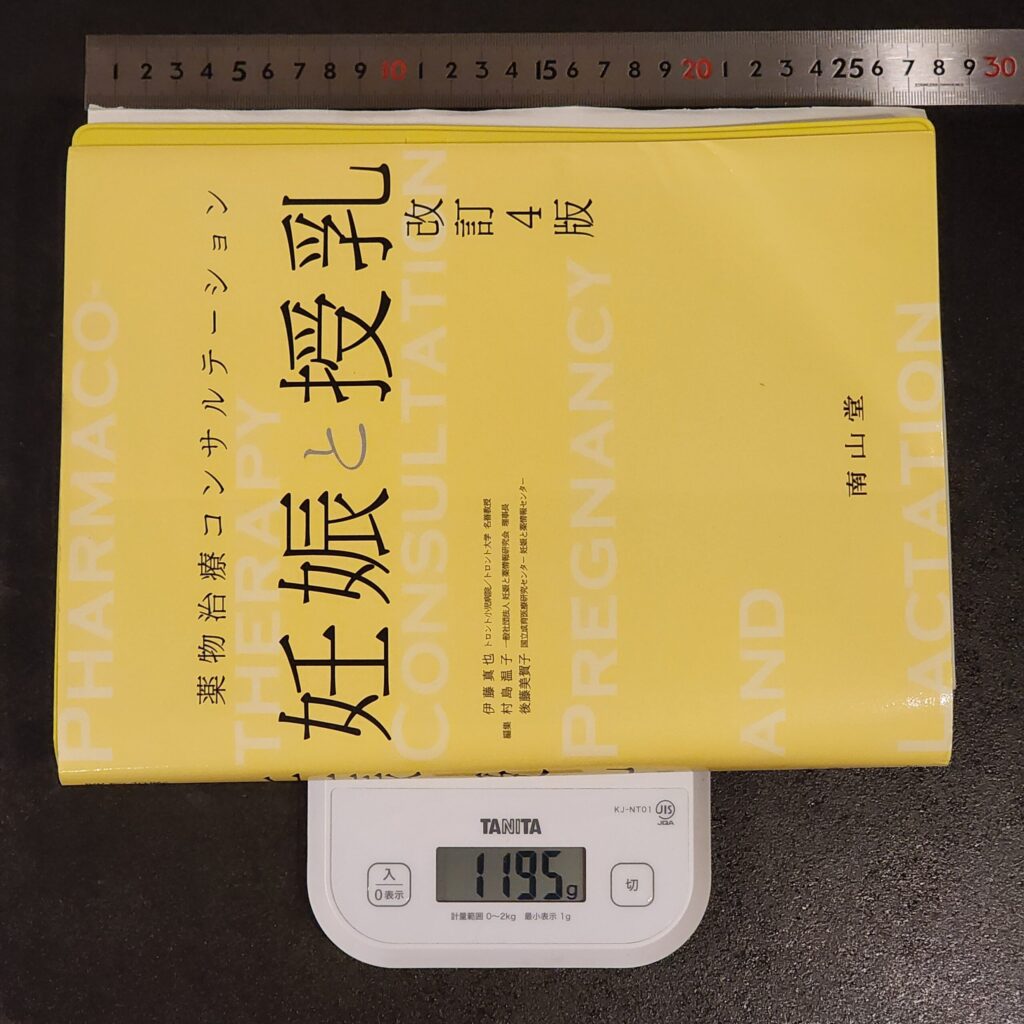 1 2 3 4 5 6 7 8 9 10 1 2 3 4 15 6 7 8 9 20 1 2 3 4 25 6 7 8 9 30
薬物治療コンサルテーション
妊娠と授乳
改訂4版
編集
伊藤真也 トロント小児病院/トロント大学 名誉教授
村島温子 一般社団法人 妊娠と薬情報研究会 理事長
後藤美賀子 国立成育医療研究センター 妊娠と薬情報センター
南山堂
PHARMACO-
THERAPY
CONSULTATION
PREGNANCY
AND
LACTATION
KJ-NT01
JIS
JQA
TANITA
入
0表示
1195g
切
計量範囲 0〜2kg 最小表示 1g